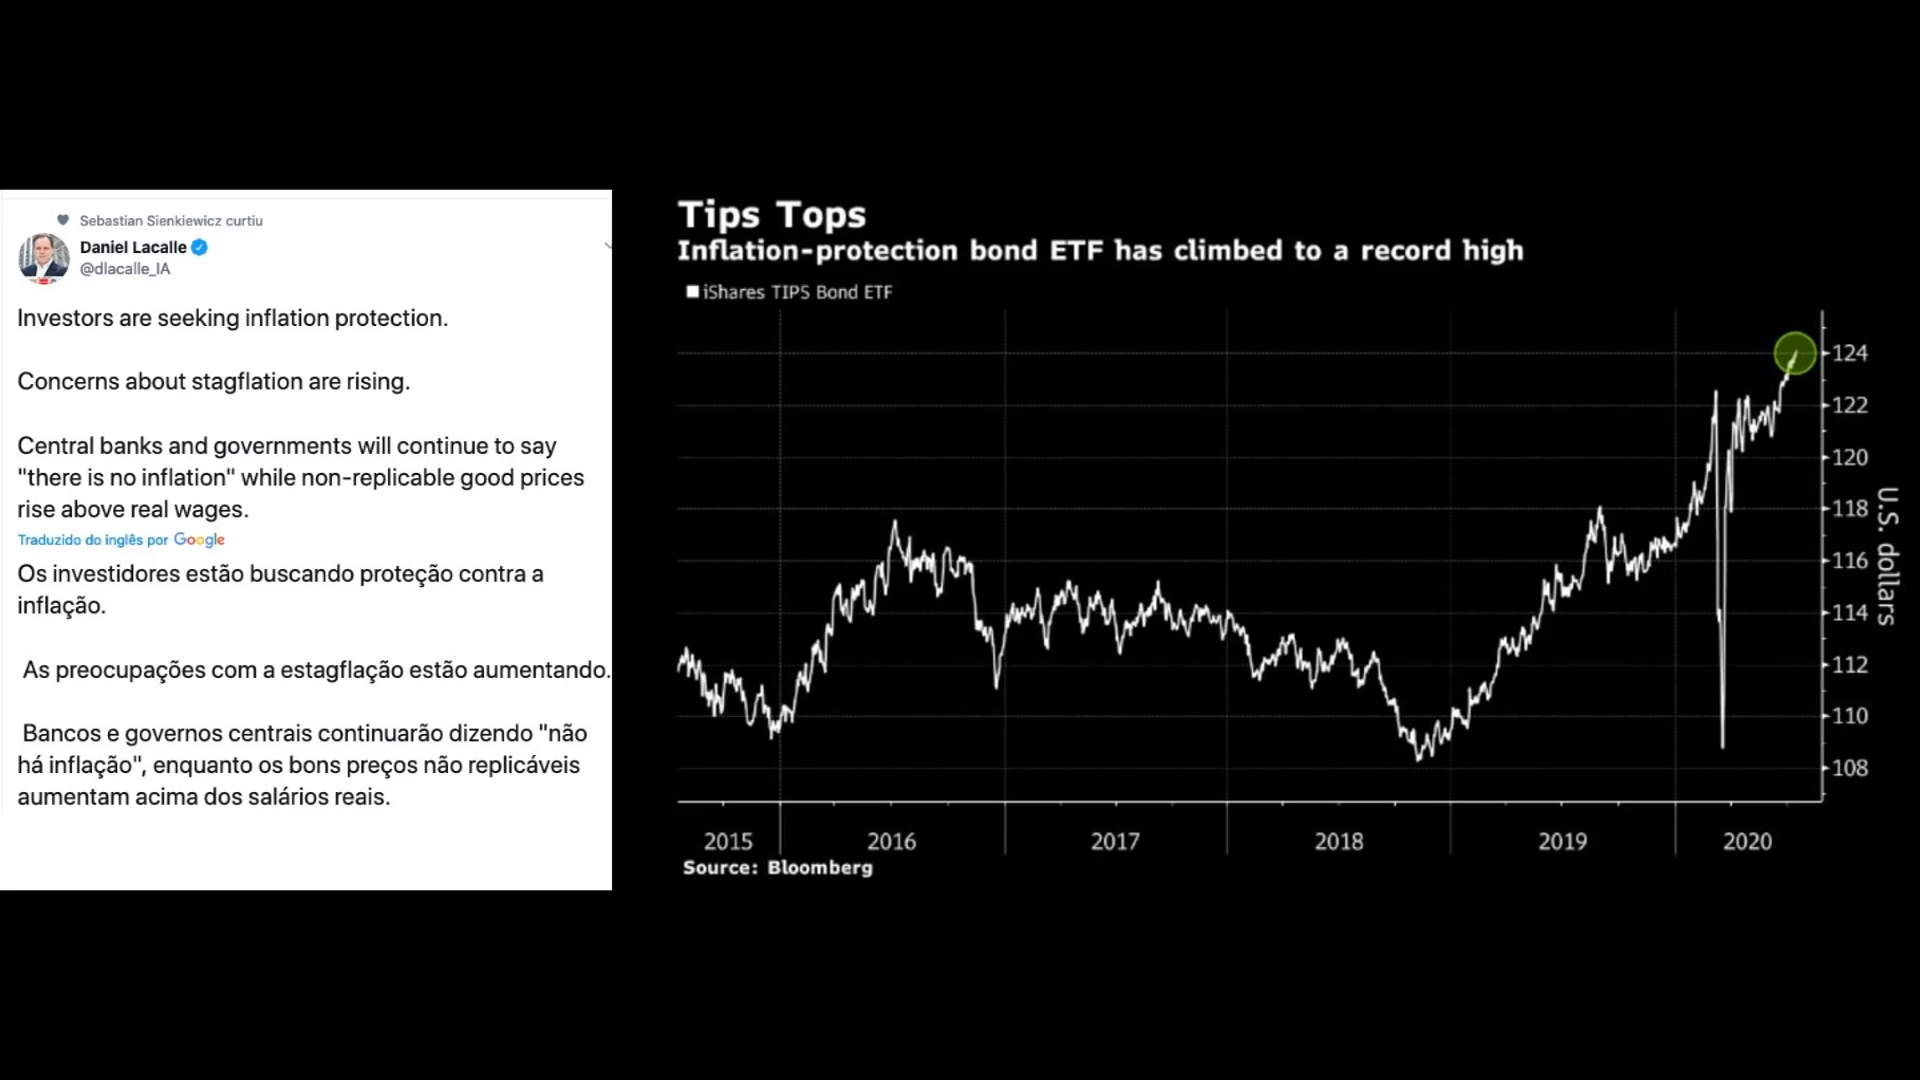 Sebastian Sienkiewicz curtiu
Daniel Lacalle
@dlacalle_IA
Investors are seeking inflation protection.
Concerns about stagflation are rising.
Central banks and governments will continue to say
"there is no inflation" while non-replicable good prices
rise above real wages.
Traduzido do inglês por Google
Os investidores estão buscando proteção contra a
inflação.
As preocupações com a estagflação estão aumentando.
Bancos e governos centrais continuarão dizendo "não
há inflação", enquanto os bons preços não replicáveis
aumentam acima dos salários reais.
Tips Tops
Inflation-protection bond ETF has climbed to a record high
iShares TIPS Bond ETF
124
122
120
118
116
114
112
110
108
U.S. dollars
2015 2016 2017 2018 2019 2020
Source: Bloomberg